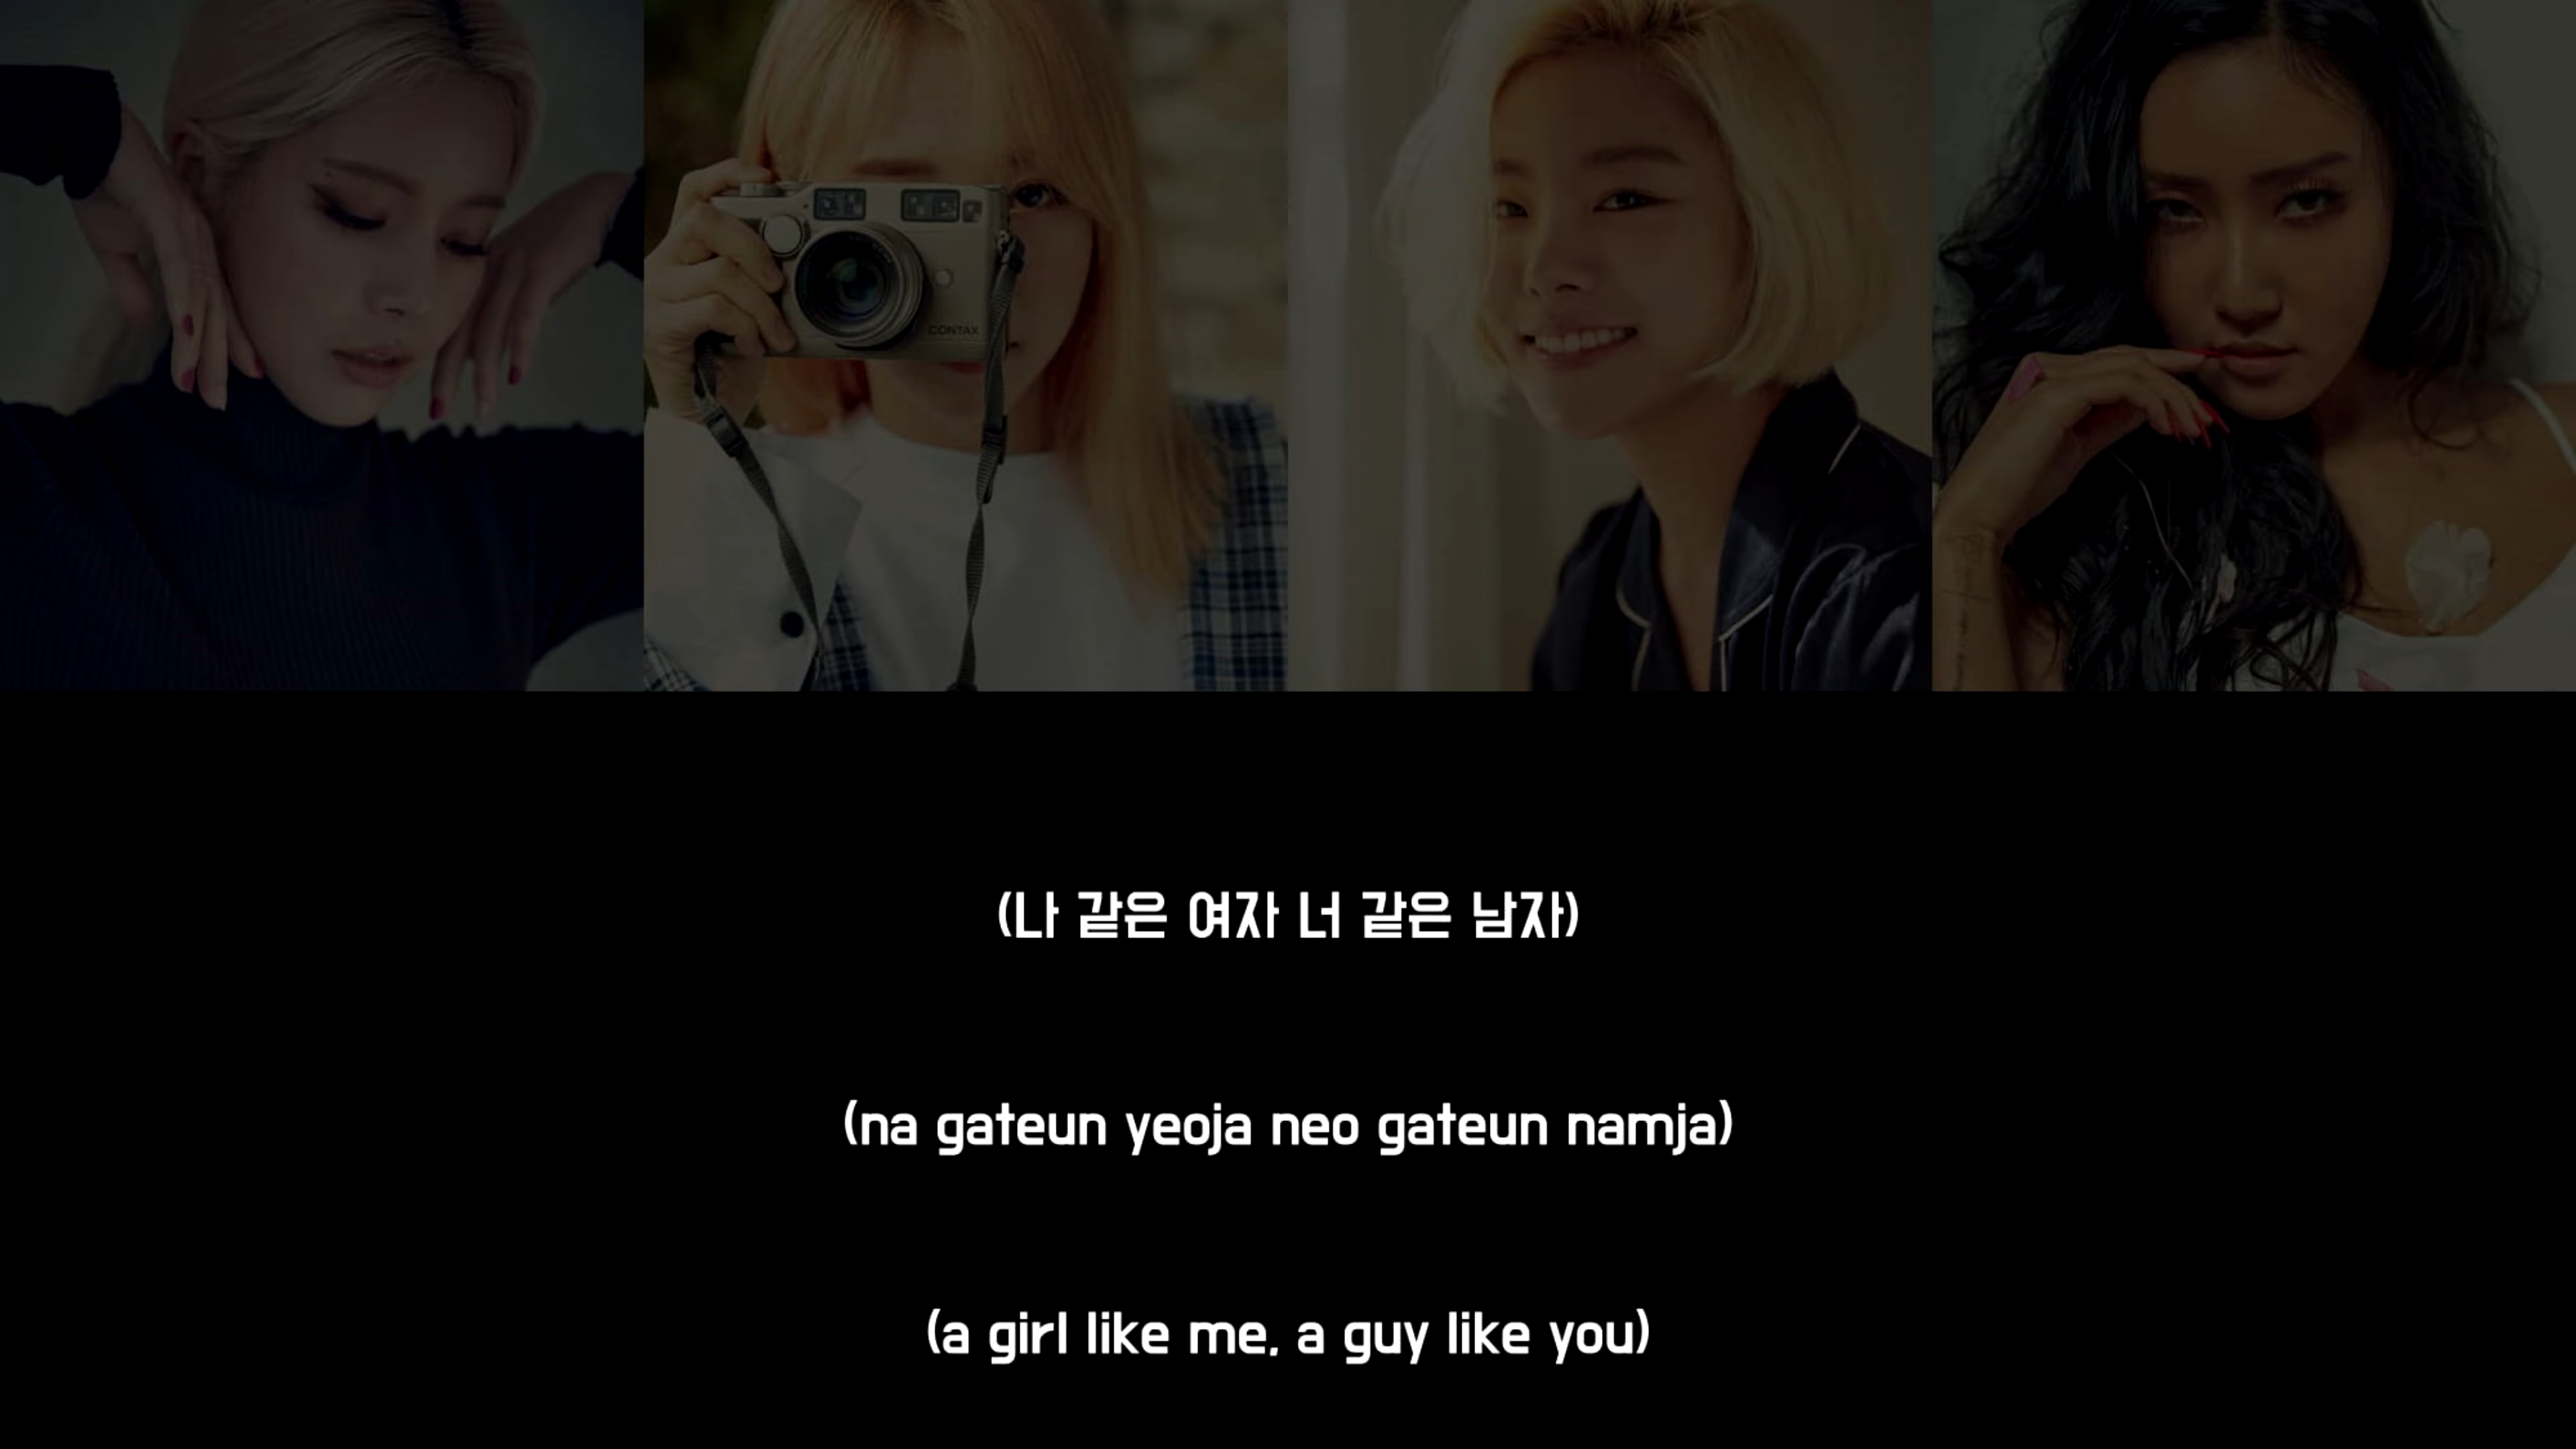 CONTAX
(나 같은 여자 너 같은 남자)
(na gateun yeoja neo gateun namja)
(a girl like me, a guy like you)